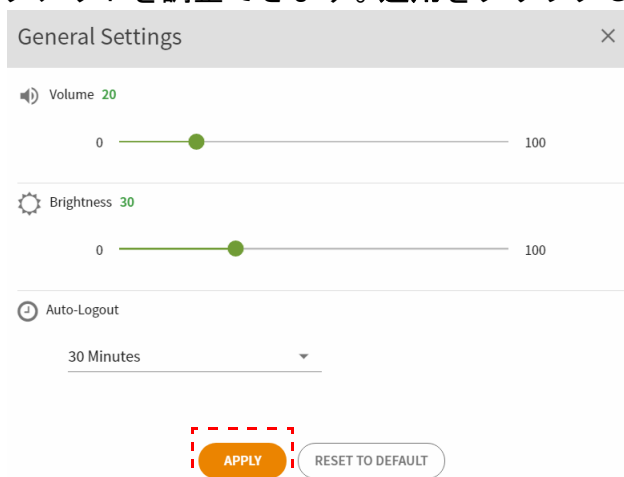 General Settings
Volume 20
0 100
Brightness 30
0 100
Auto-Logout
30 Minutes
APPLY RESET TO DEFAULT